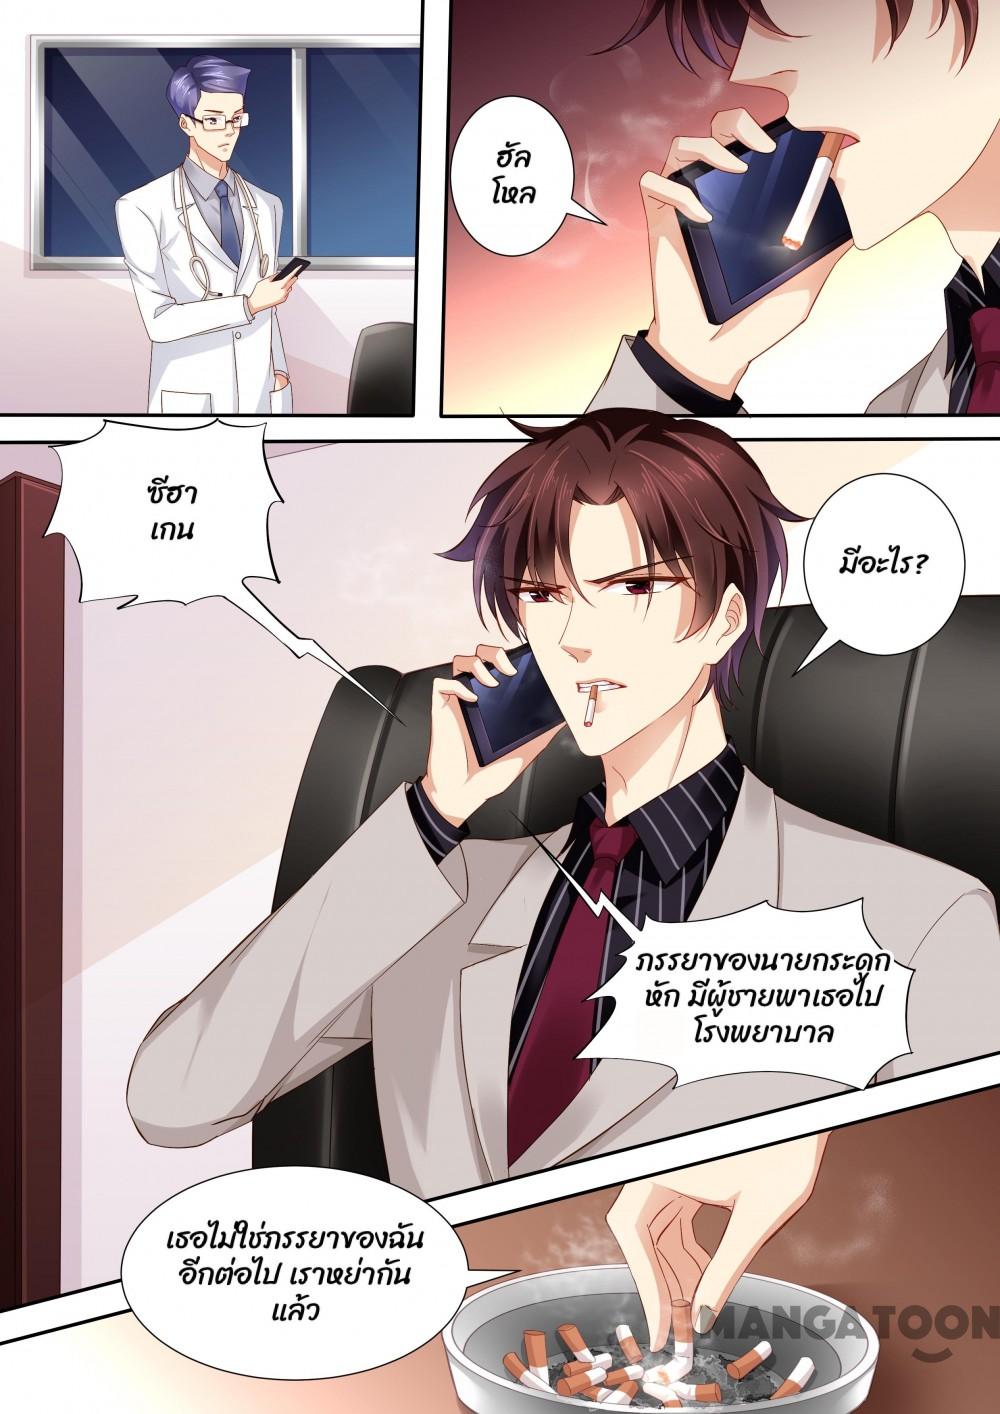 ฮัล
โหล
ซีฮา
เกน
มีอะไร?
ภรรยาของนายกระดูก
หัก มีผู้ชายพาเธอไป
โรงพยาบาล
เธอไม่ใช่ภรรยาของฉัน
อีกต่อไป เราหย่ากัน
แล้ว
MANGATOON